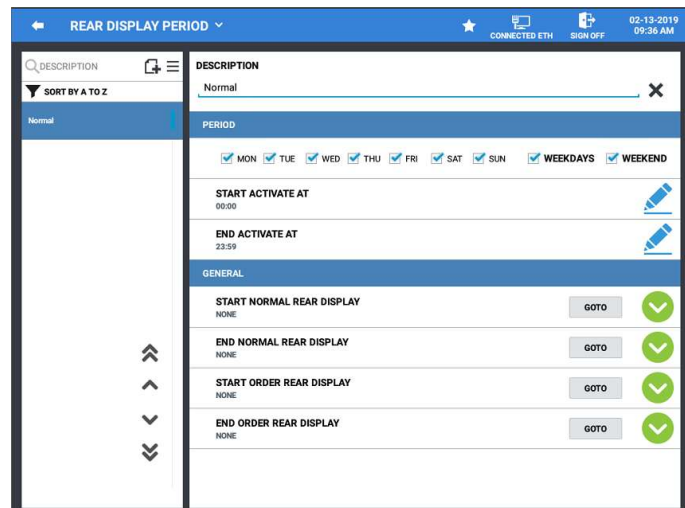 REAR DISPLAY PERIOD
CONNECTED ETH
SIGN OFF
02-13-2019
09:36 AM
DESCRIPTION
SORT BY A TO Z
Normal
DESCRIPTION
Normal
PERIOD
MON TUE WED THU FRI SAT SUN WEEKDAYS WEEKEND
START ACTIVATE AT
00:00
END ACTIVATE AT
23:59
GENERAL
START NORMAL REAR DISPLAY
NONE
GOTO
END NORMAL REAR DISPLAY
NONE
GOTO
START ORDER REAR DISPLAY
NONE
GOTO
END ORDER REAR DISPLAY
NONE
GOTO